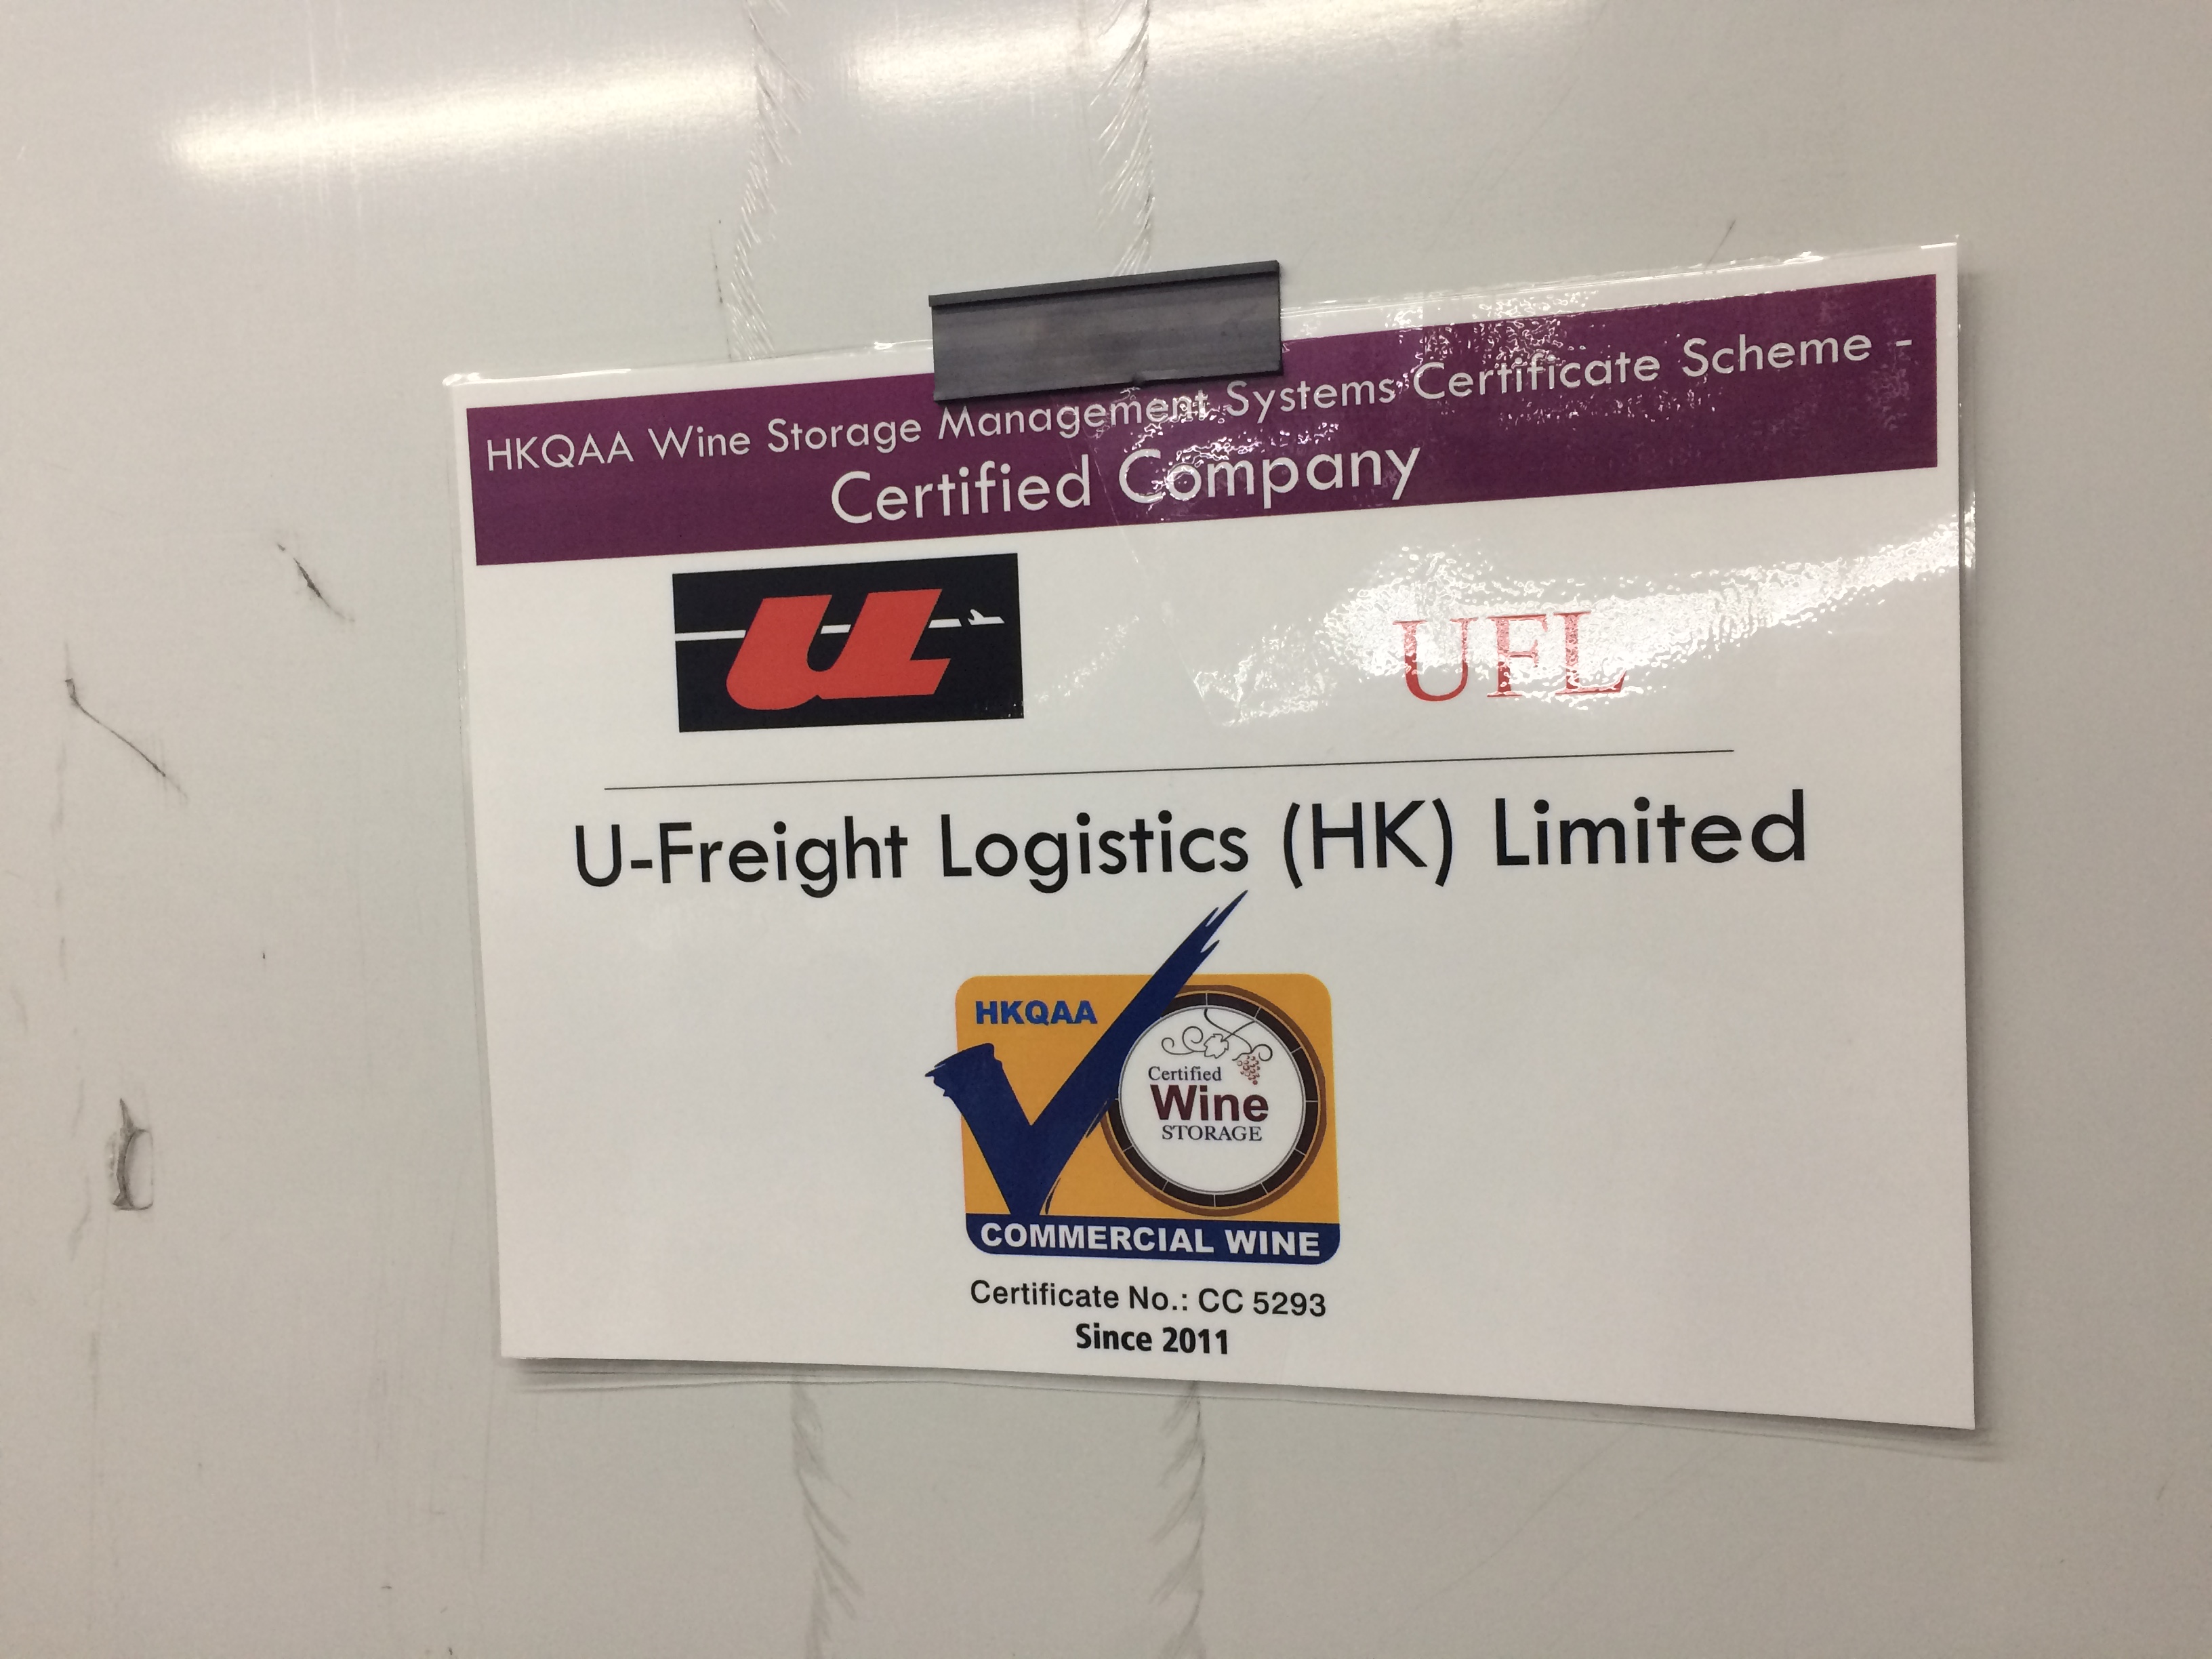 HKQAA Wine Storage Management Systems Certificate Scheme -
Certified Company
u
UFL
U-Freight Logistics (HK) Limited
HKQAA
Certified
Wine
STORAGE
COMMERCIAL WINE
Certificate No.: CC 5293
Since 2011